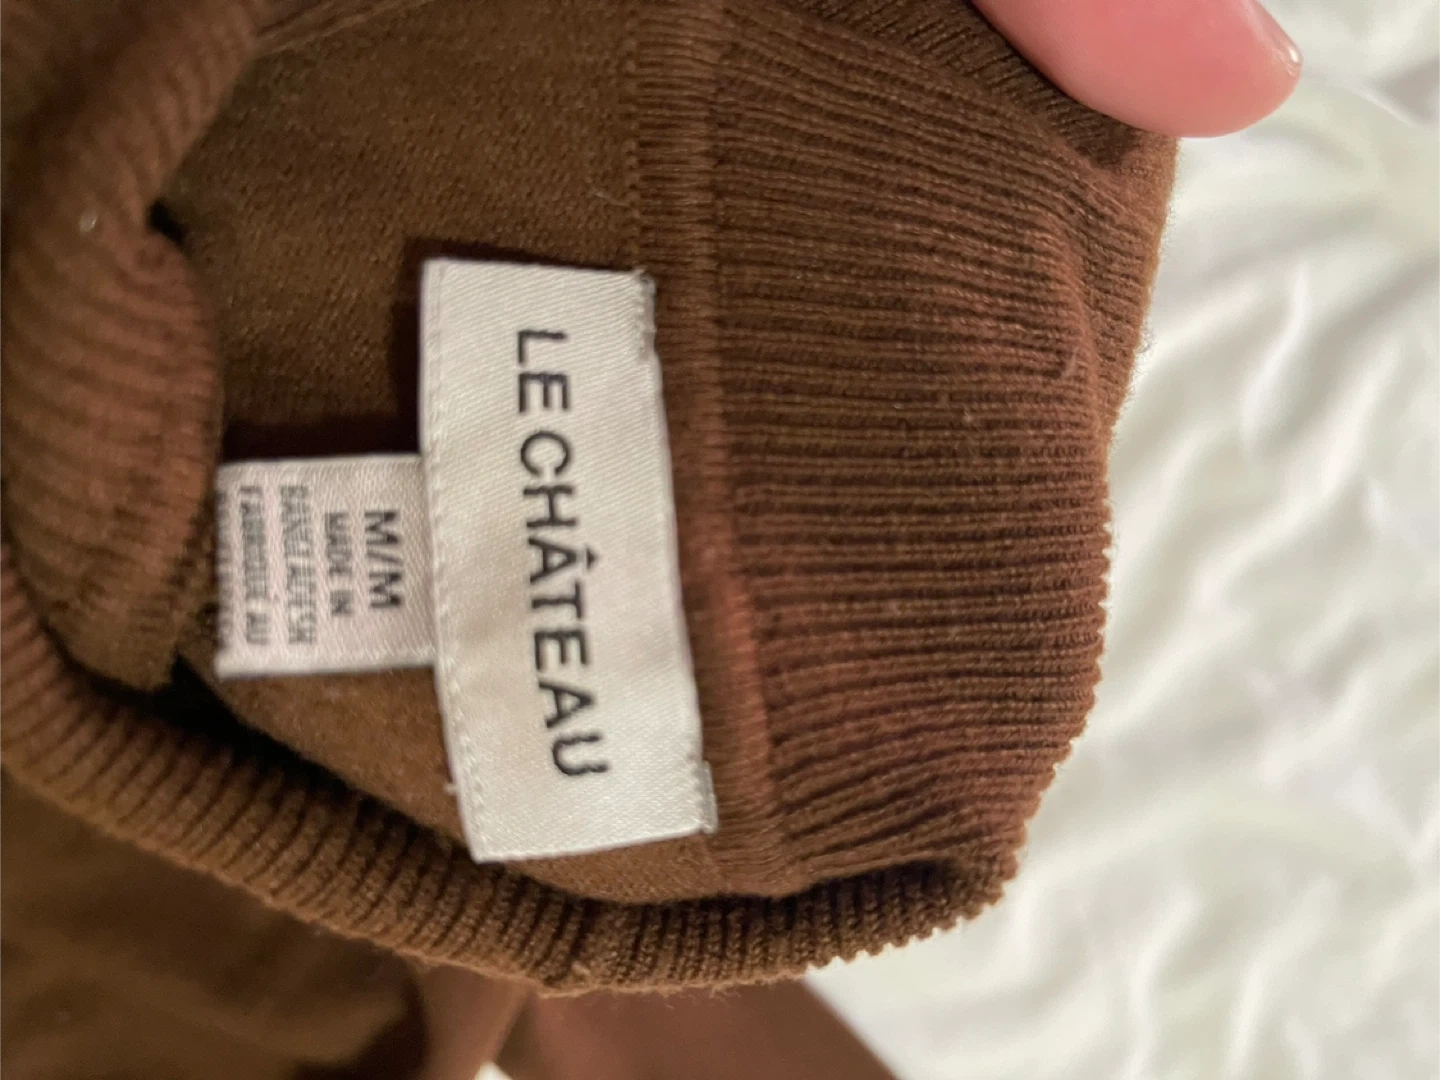 LE CHÂTEAU
M/M
MADE IN
BANGLADESH
FABRIQUÉ AU